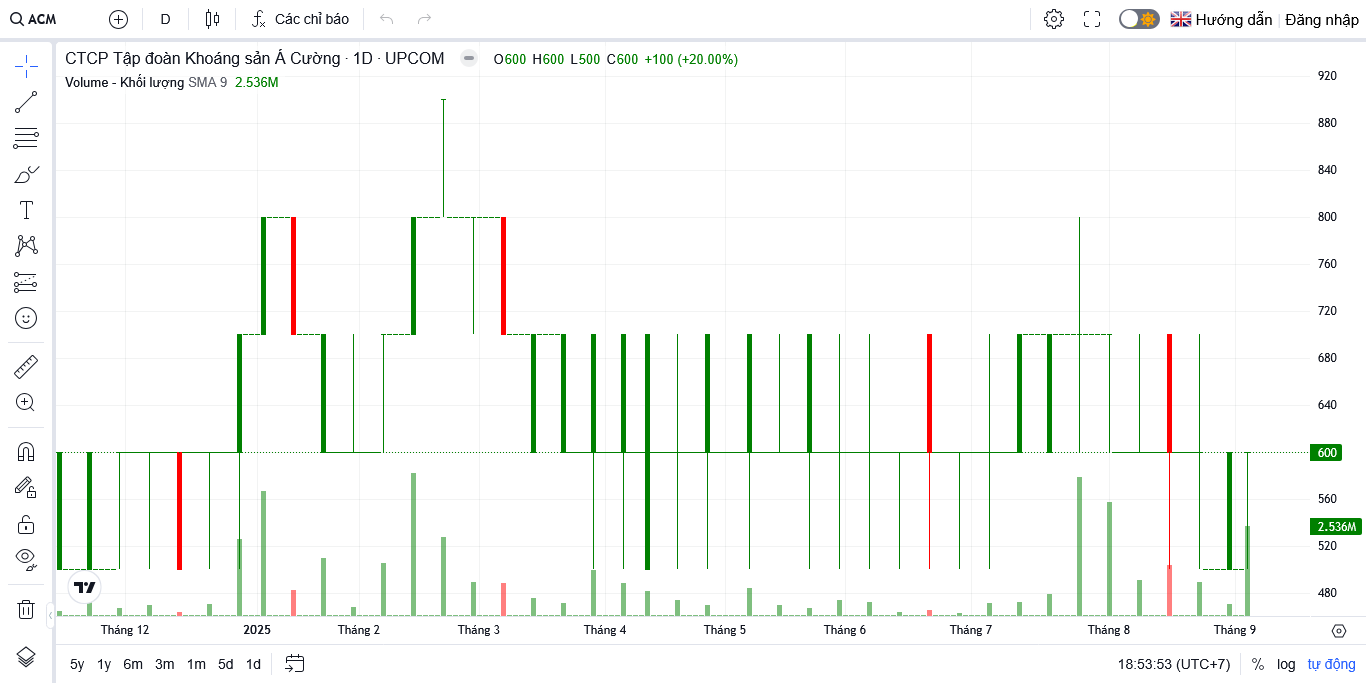 ACM D Các chỉ báo Hướng dẫn Đăng nhập
CTCP Tập đoàn Khoáng sản Á Cường · 1D · UPCOM O600 H600 L500 C600 +100 (+20.00%)
Volume - Khối lượng SMA 9 2.536M
920
880
840
800
760
720
680
640
600
560
2.536M
520
480
Tháng 12 2025 Tháng 2 Tháng 3 Tháng 4 Tháng 5 Tháng 6 Tháng 7 Tháng 8 Tháng 9
5y 1y 6m 3m 1m 5d 1d 18:53:53 (UTC+7) % log tự động